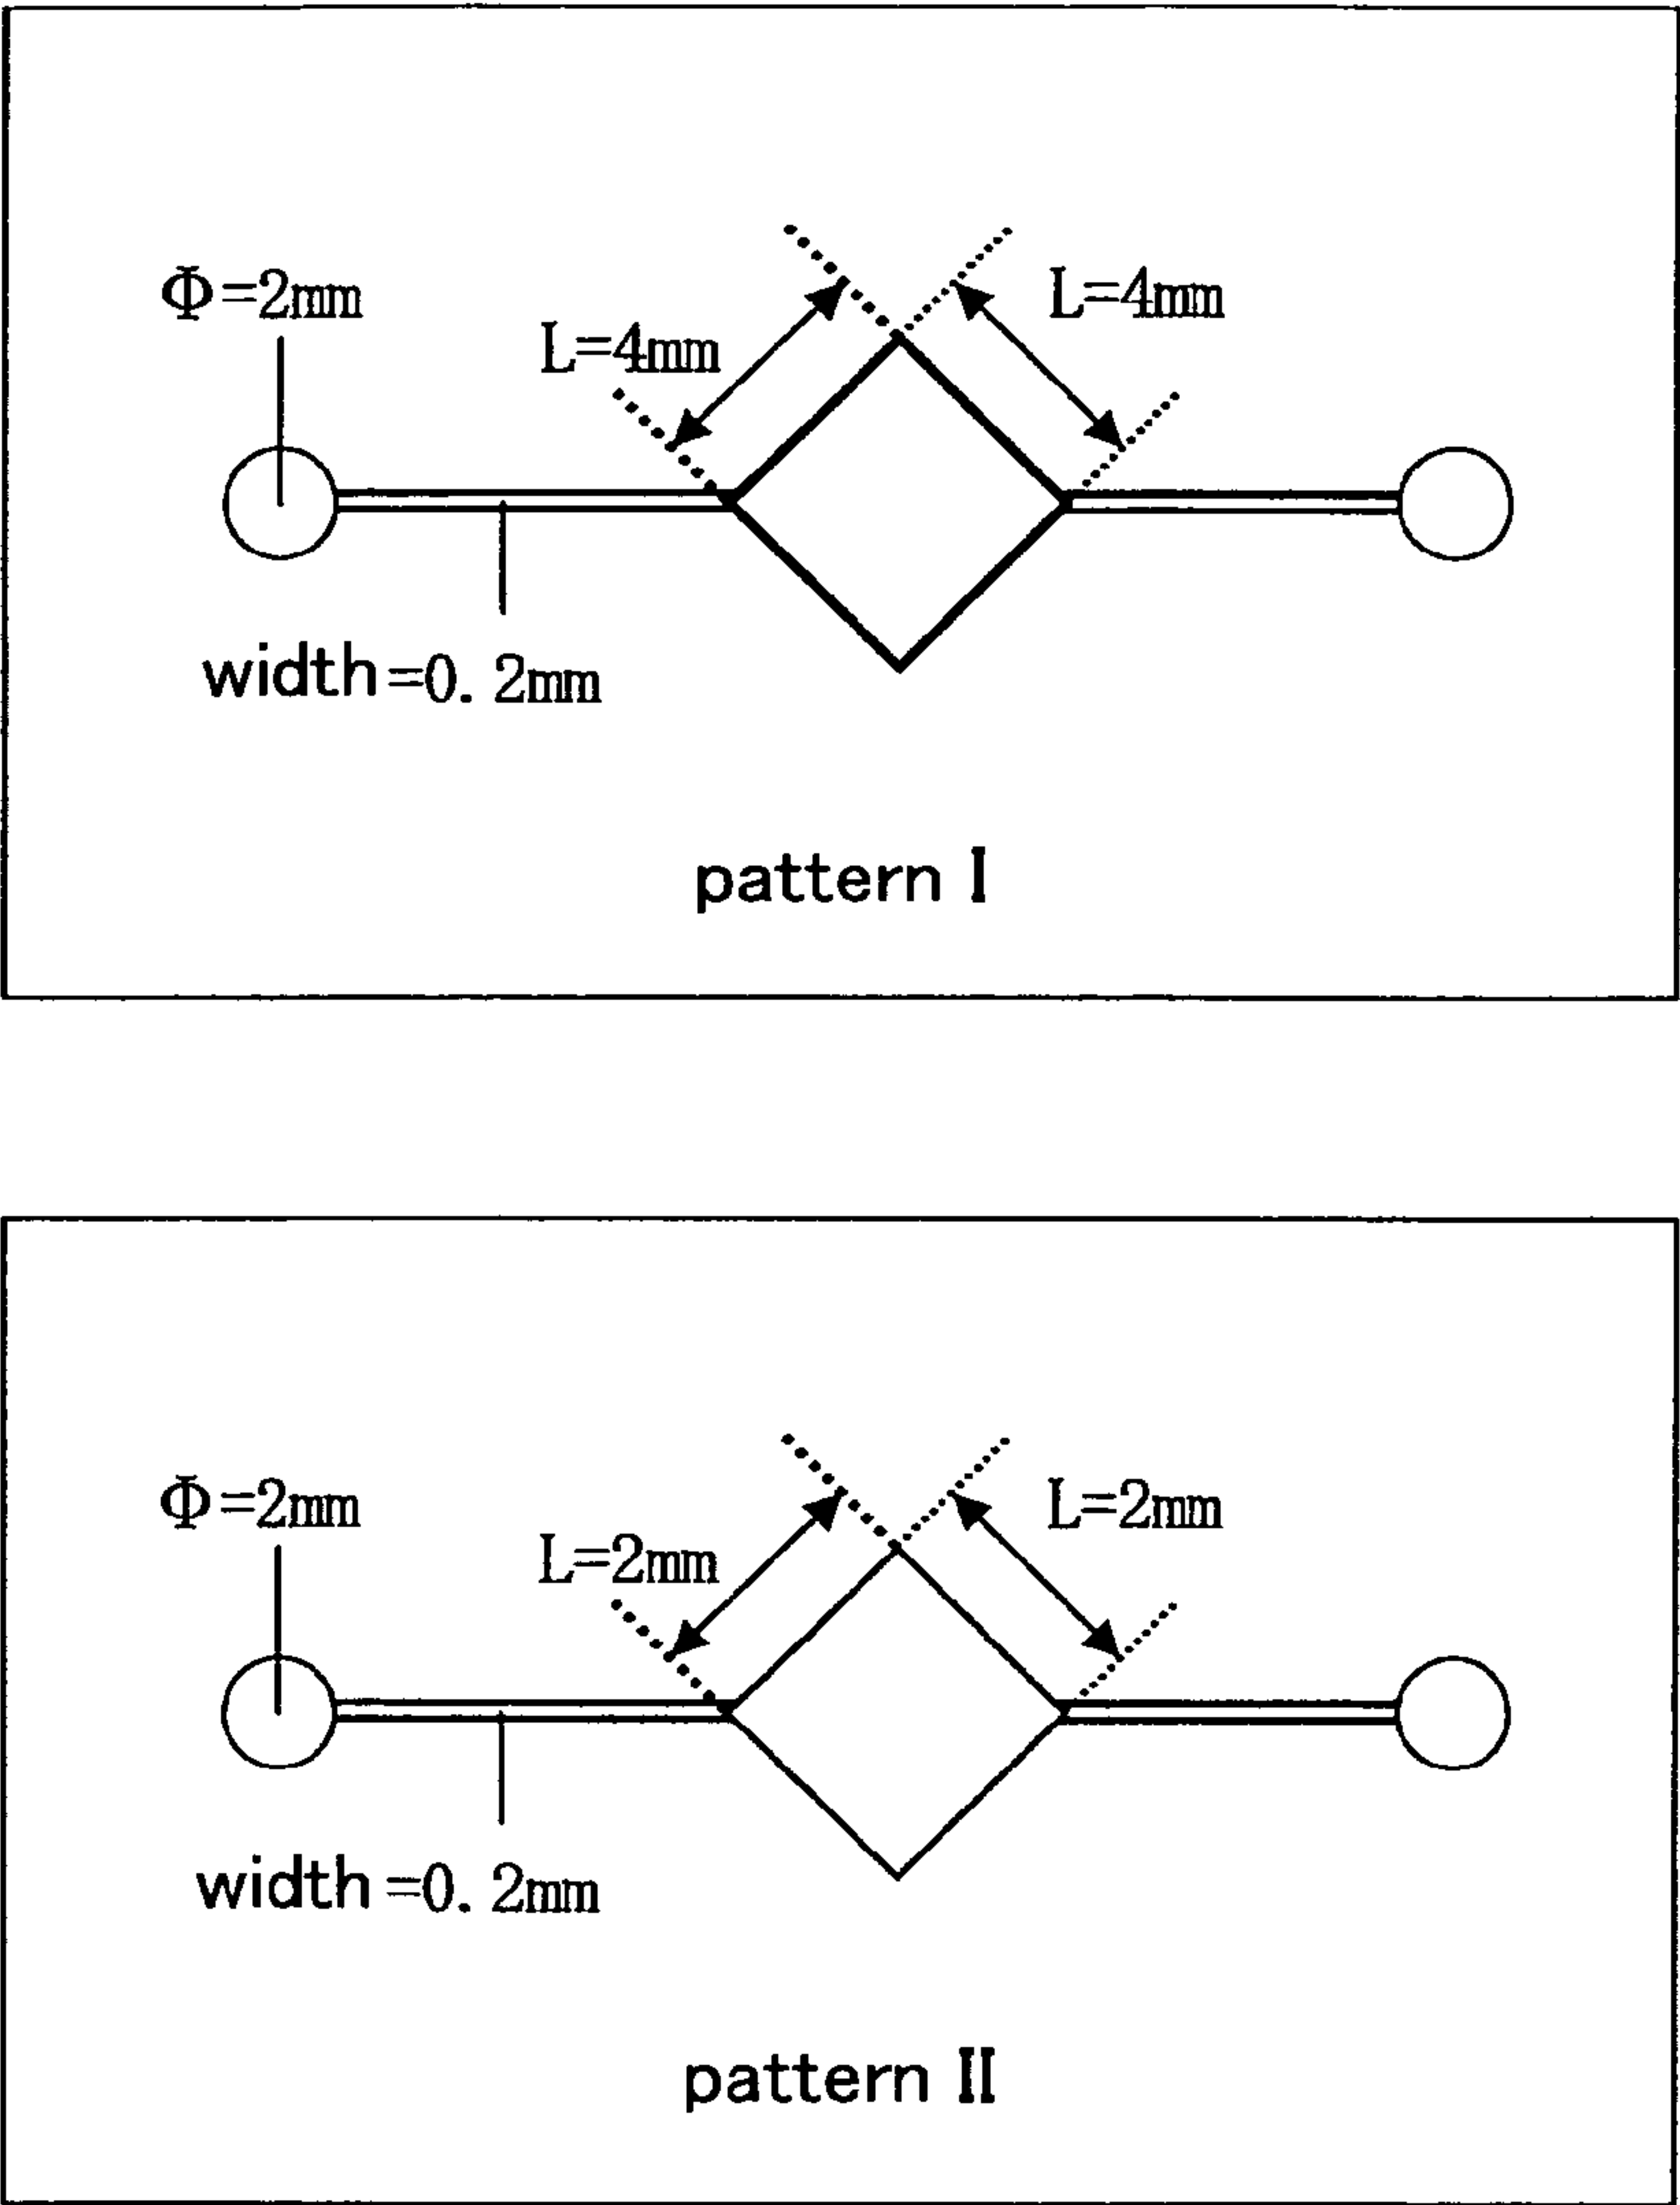 Φ=2mm
L=4mm
L=4mm
width=0.2mm
pattern I
Φ=2mm
L=2mm
L=2mm
width=0.2mm
pattern II